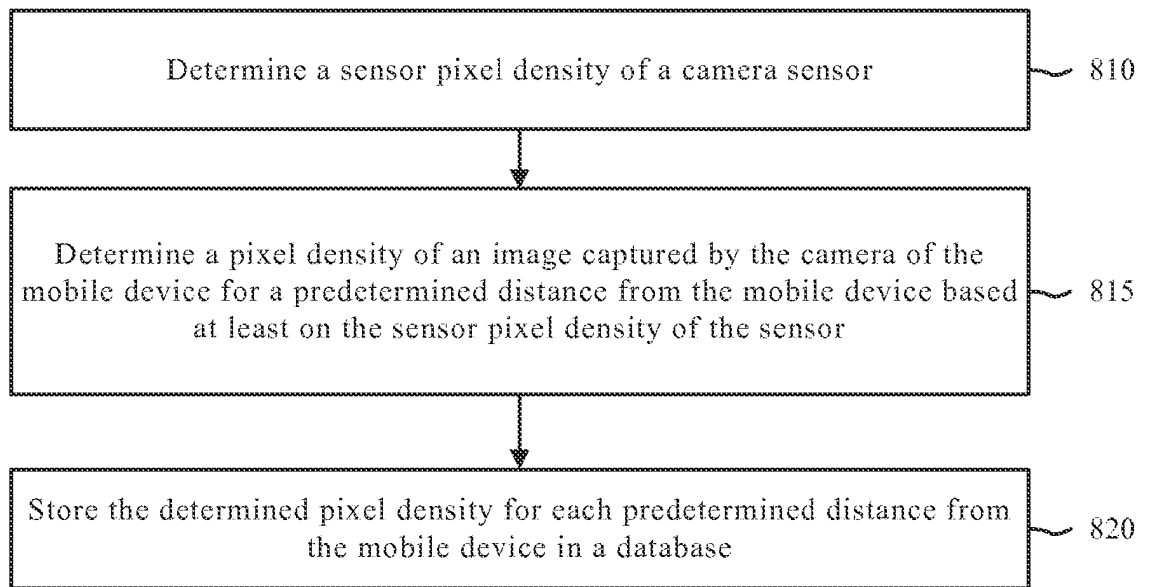 Determine a sensor pixel density of a camera sensor
810
Determine a pixel density of an image captured by the camera of the
mobile device for a predetermined distance from the mobile device based
at least on the sensor pixel density of the sensor
815
Store the determined pixel density for each predetermined distance from
the mobile device in a database
820